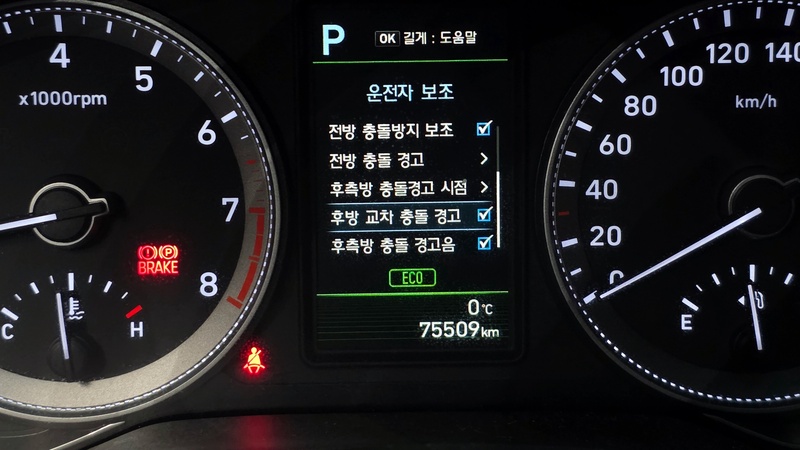 P
OK 길게 : 도움말
운전자 보조
전방 충돌방지 보조
전방 충돌 경고
후측방 충돌경고 시점
후방 교차 충돌 경고
후측방 충돌 경고음
ECO
0℃
75509km
4
5
6
7
8
x1000rpm
BRAKE
P
C
H
0
20
40
60
80
100
120
140
km/h
E